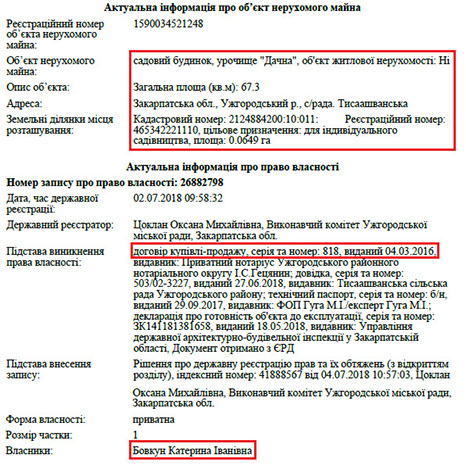 Актуальна інформація про об'єкт нерухомого майна
Реєстраційний номер об'єкта нерухомого майна: 1590034521248
Об'єкт нерухомого майна: садовий будинок, урочище "Дачна", об'єкт житлової нерухомості: Ні
Опис об'єкта: Загальна площа (кв.м): 67.3
Адреса: Закарпатська обл., Ужгородський р., с/рада. Тисаашванська
Земельні ділянки місця розташування: Кадастровий номер: 2124884200:10:011: Реєстраційний номер:
465342221110, цільове призначення: для індивідуального
садівництва, площа: 0.0649 га
Актуальна інформація про право власності
Номер запису про право власності: 26882798
Дата, час державної реєстрації: 02.07.2018 09:58:32
Державний реєстратор: Цоклан Оксана Михайлівна, Виконавчий комітет Ужгородської
міської ради, Закарпатська обл.
Підстава виникнення права власності: договір купівлі-продажу, серія та номер: 818, виданий 04.03.2016,
видавник: Приватний нотаріус Ужгородського районного
нотаріального округу І.С.Гецянин; довідка, серія та номер:
503/02-3227, виданий 27.06.2018, видавник: Тисаашванська сільська
рада Ужгородського району; технічний паспорт, серія та номер: б/н,
виданий 29.09.2017, видавник: ФОП Гута М.І./експерт Гута М.І.;
декларація про готовність об'єкта до експлуатації, серія та номер:
ЗК141181381658, виданий 18.05.2018, видавник: Управління
державної архітектурно-будівельної інспекції у Закарпатській
області, Документ отримано з ЄРД
Підстава внесення запису: Рішення про державну реєстрацію прав та їх обтяжень (з відкриттям
розділу), індексний номер: 41888567 від 04.07.2018 10:57:03, Цоклан
Оксана Михайлівна, Виконавчий комітет Ужгородської міської ради,
Закарпатська обл.
Форма власності: приватна
Розмір частки: 1
Власники: Бовкун Катерина Іванівна